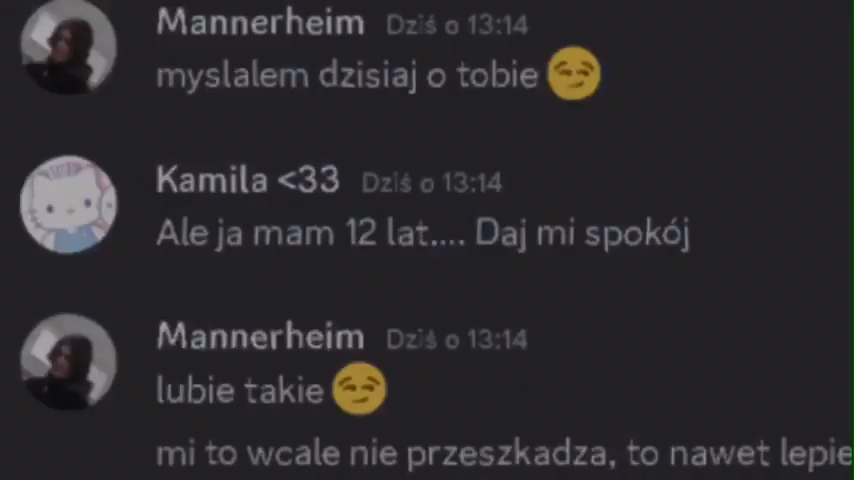 Mannerheim Dziś o 13:14
myslalem dzisiaj o tobie
Kamila <33 Dziś o 13:14
Ale ja mam 12 lat.... Daj mi spokój
Mannerheim Dziś o 13:14
lubie takie
mi to wcale nie przeszkadza, to nawet lepie